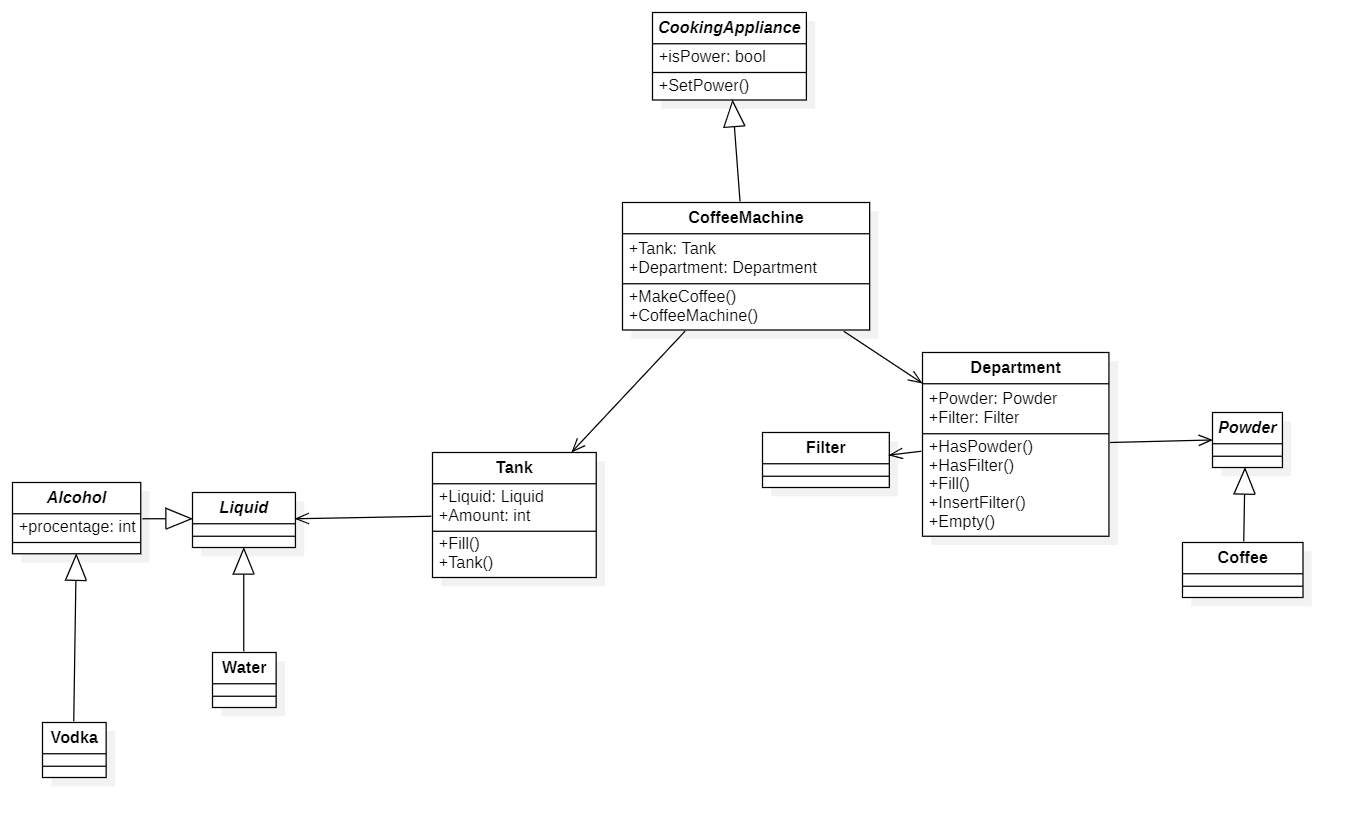 CookingAppliance
+isPower: bool
+SetPower()
CoffeeMachine
+Tank: Tank
+Department: Department
+MakeCoffee()
+CoffeeMachine()
Department
+Powder: Powder
+Filter: Filter
+HasPowder()
+HasFilter()
+Fill()
+InsertFilter()
+Empty()
Filter
Powder
Coffee
Tank
+Liquid: Liquid
+Amount: int
+Fill()
+Tank()
Alcohol
+procentage: int
Liquid
Water
Vodka